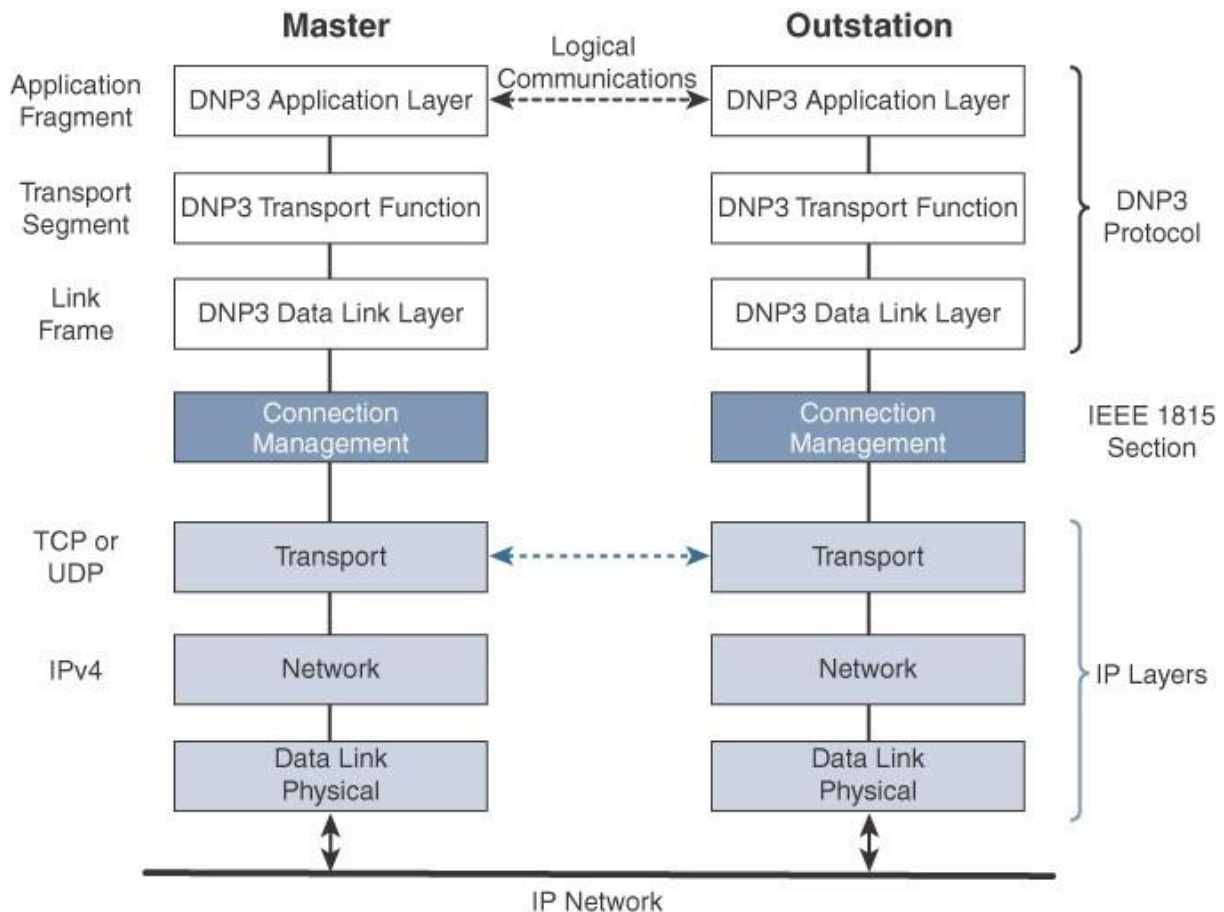 Master
Outstation
Logical
Communications
Application
Fragment
DNP3 Application Layer
DNP3 Application Layer
Transport
Segment
DNP3 Transport Function
DNP3 Transport Function
DNP3
Protocol
Link
Frame
DNP3 Data Link Layer
DNP3 Data Link Layer
Connection
Management
Connection
Management
IEEE 1815
Section
TCP or
UDP
Transport
Transport
IPv4
Network
Network
IP Layers
Data Link
Physical
Data Link
Physical
IP Network